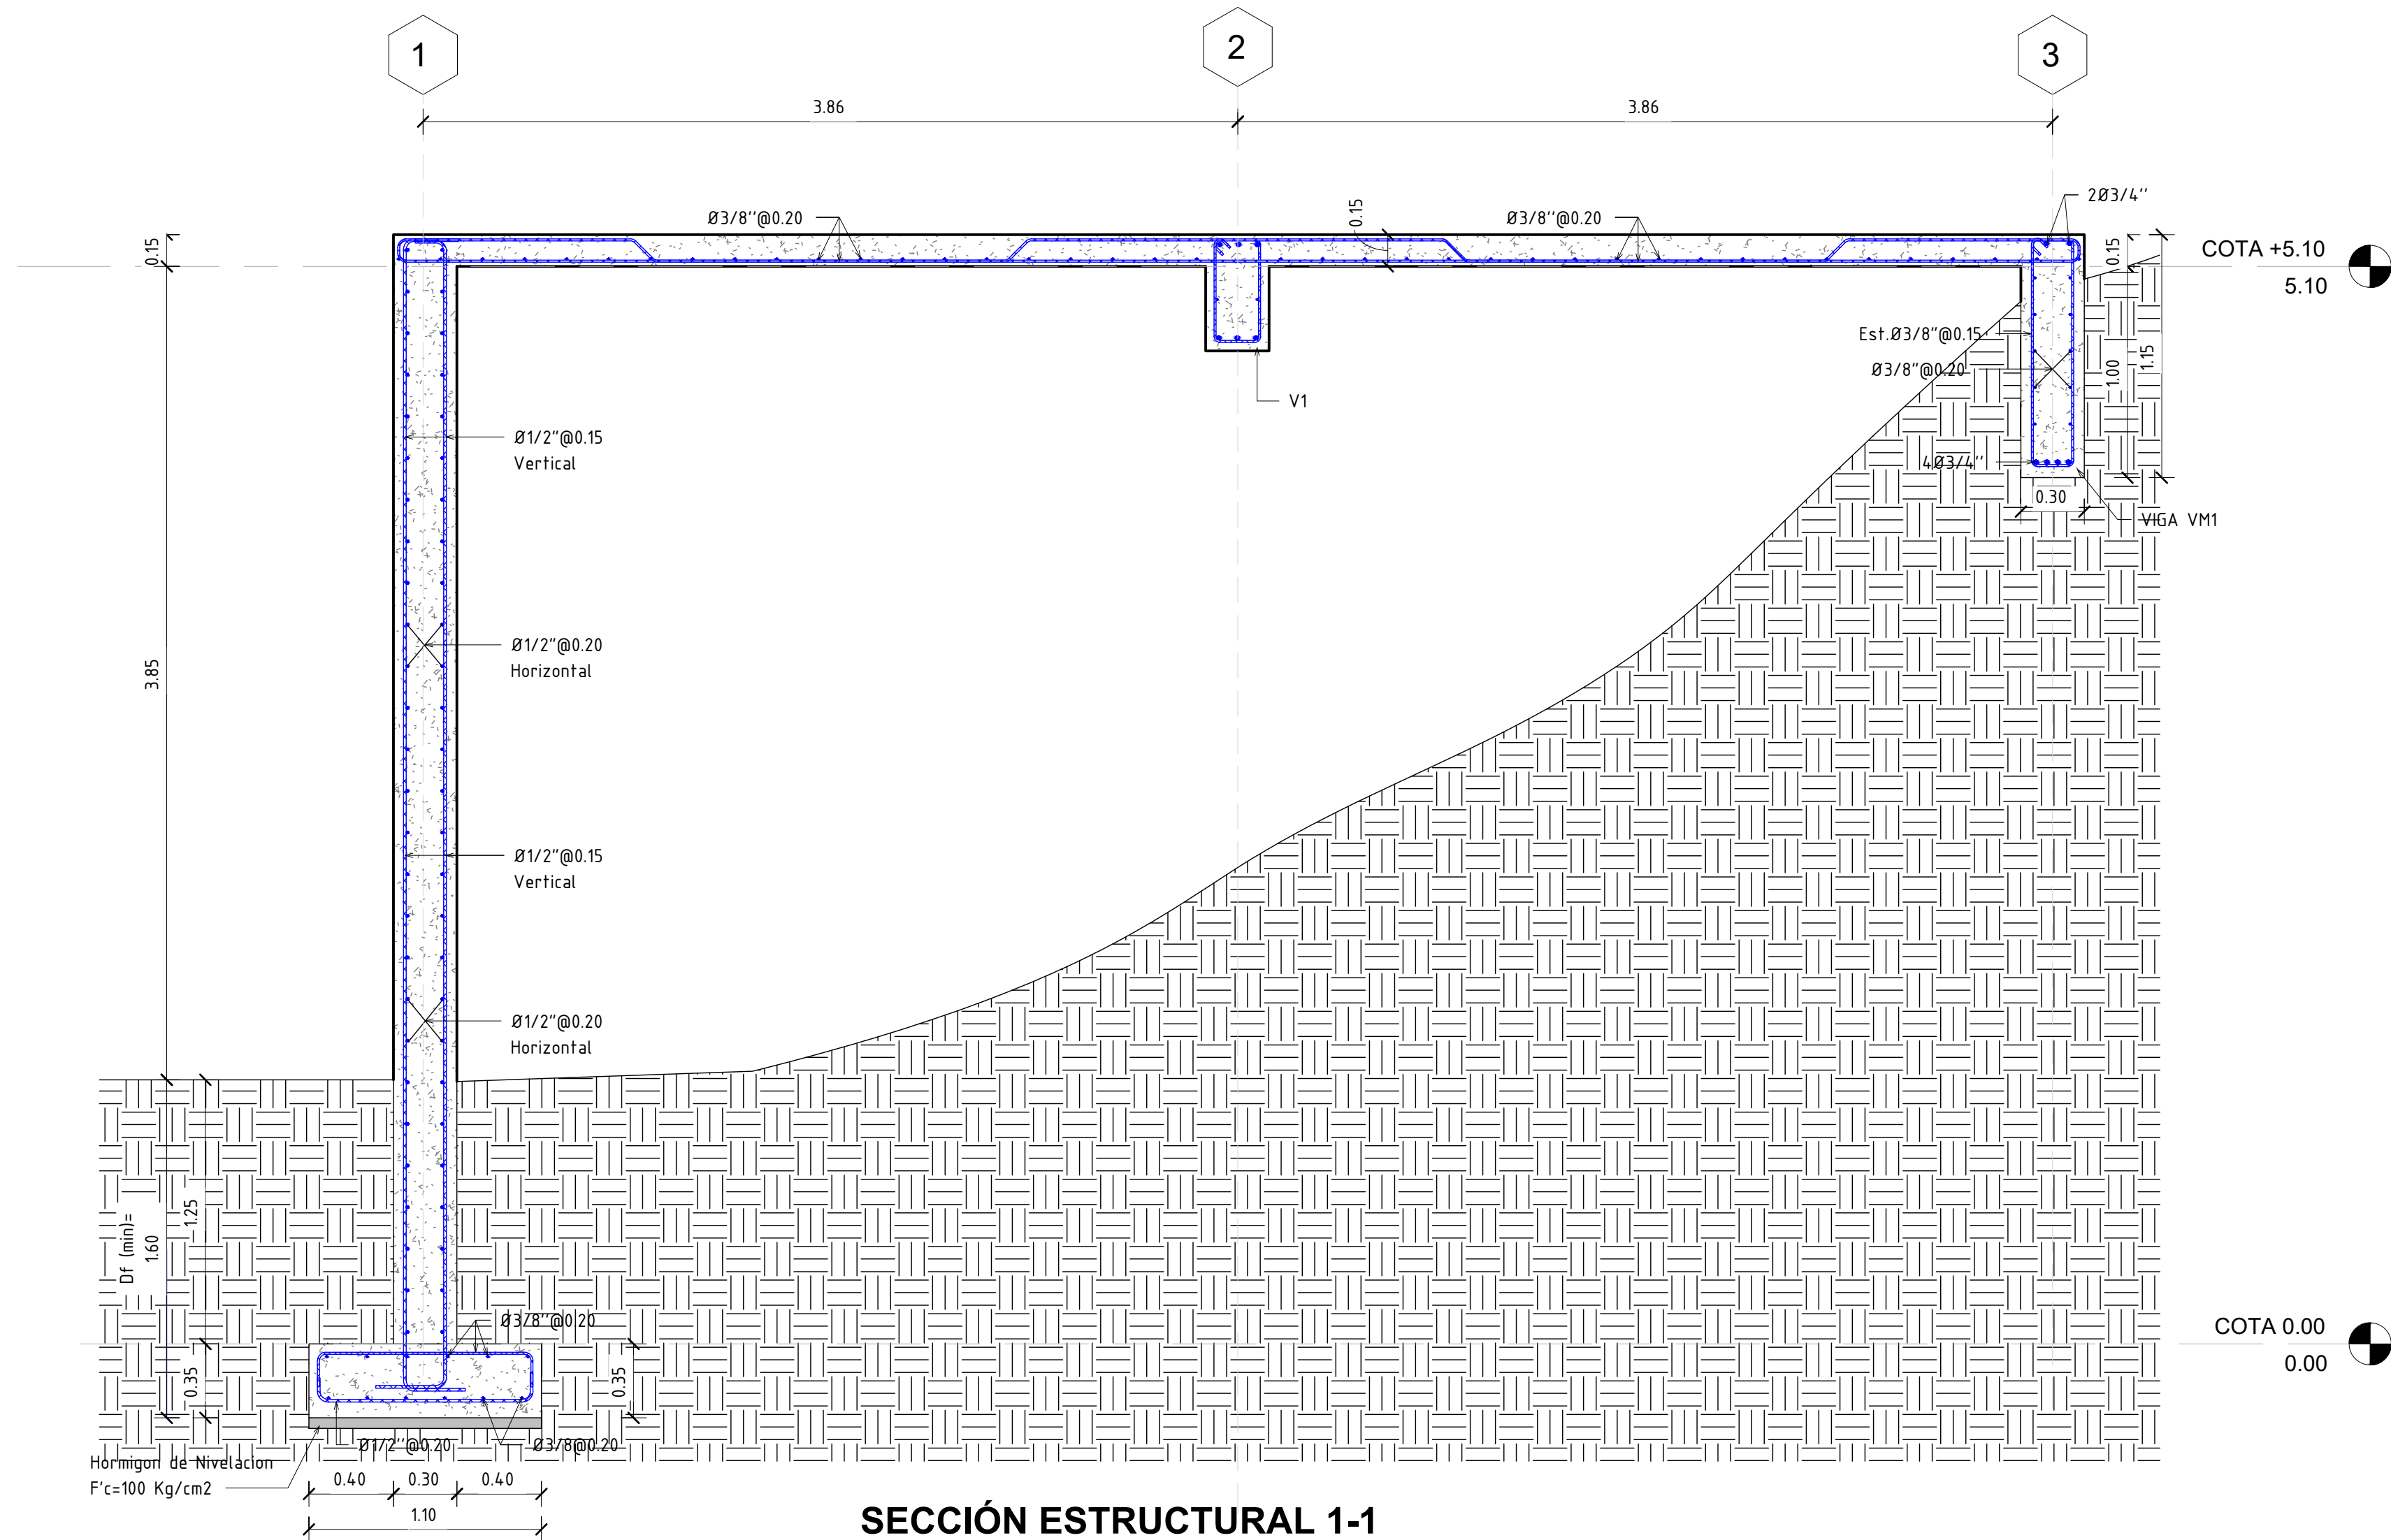 1
2
3
3.86
3.86
2Ø3/4''
Ø3/8''@0.20
0.15
Ø3/8''@0.20
0.15
0.15
COTA +5.10
5.10
Est.Ø3/8"@0.15
Ø3/8"@0.20
1.00
1.15
V1
Ø1/2"@0.15
Vertical
4Ø3/4''
0.30
VIGA VM1
Ø1/2"@0.20
Horizontal
3.85
Ø1/2"@0.15
Vertical
Ø1/2"@0.20
Horizontal
Df (min)=
1.60
1.25
Ø3/8''@0.20
COTA 0.00
0.00
0.35
0.35
Ø1/2''@0.20
Ø3/8@0.20
Hormigon de Nivelacion
F'c=100 Kg/cm2
0.40
0.30
0.40
1.10
SECCIÓN ESTRUCTURAL 1-1